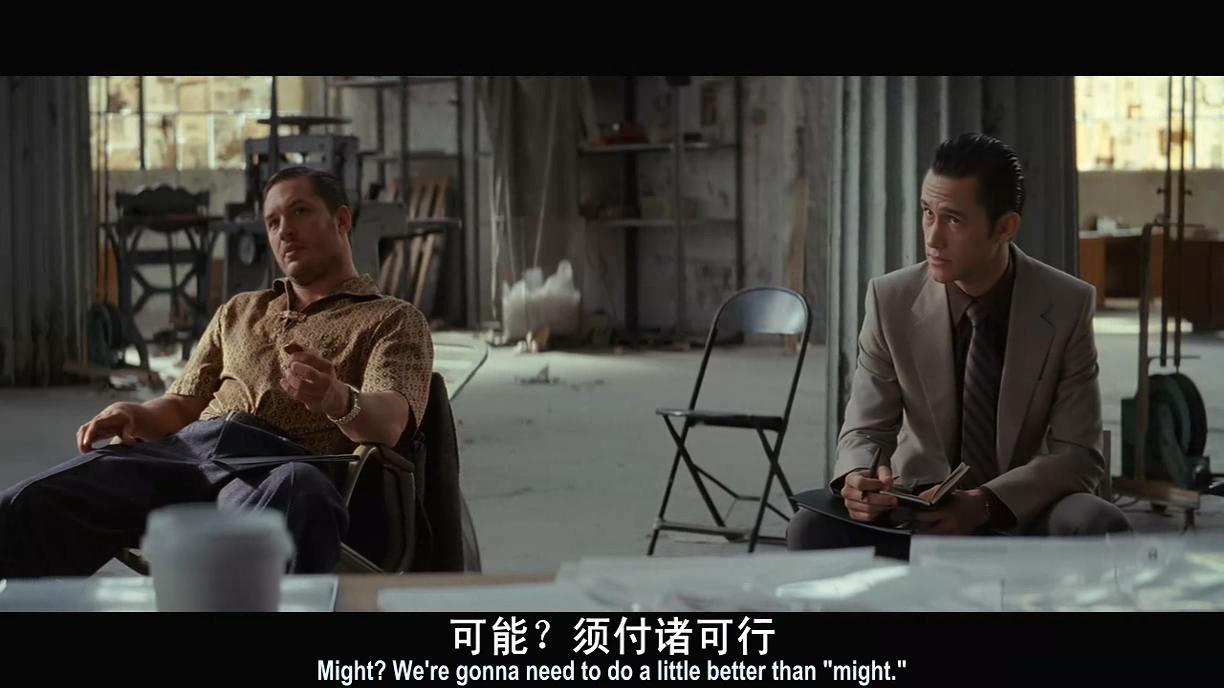 可能？须付诸可行
Might? We're gonna need to do a little better than "might."